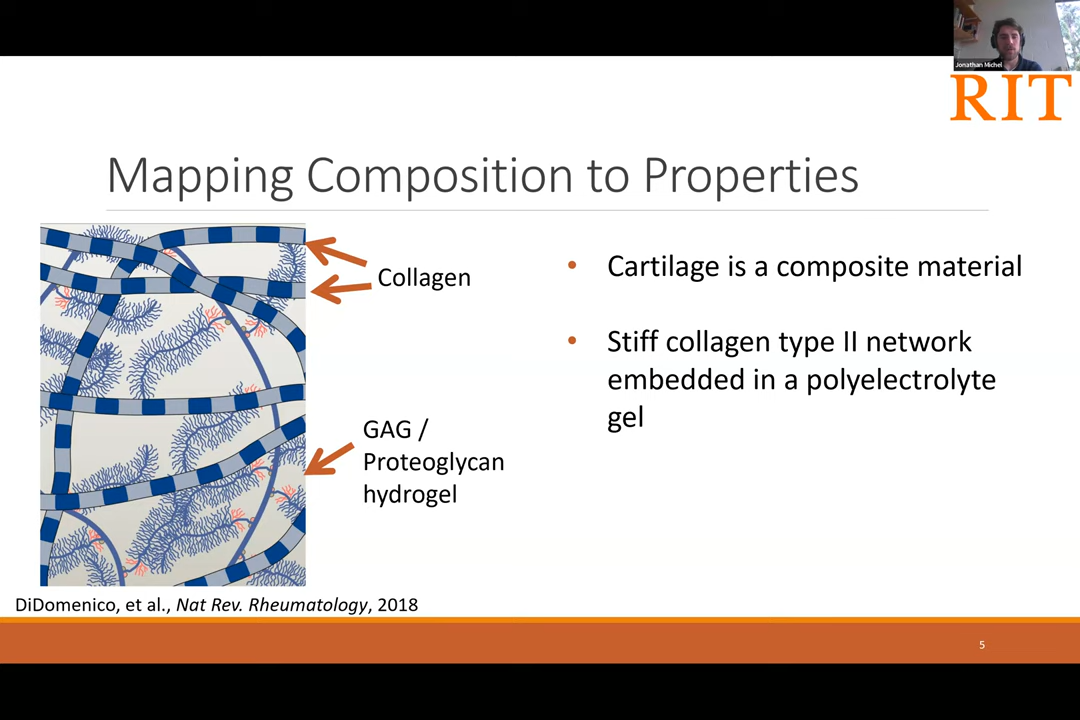 Jonathan Michel
RIT
Mapping Composition to Properties
Collagen
GAG /
Proteoglycan
hydrogel
• Cartilage is a composite material
• Stiff collagen type II network
embedded in a polyelectrolyte
gel
DiDomenico, et al., Nat Rev. Rheumatology, 2018
5